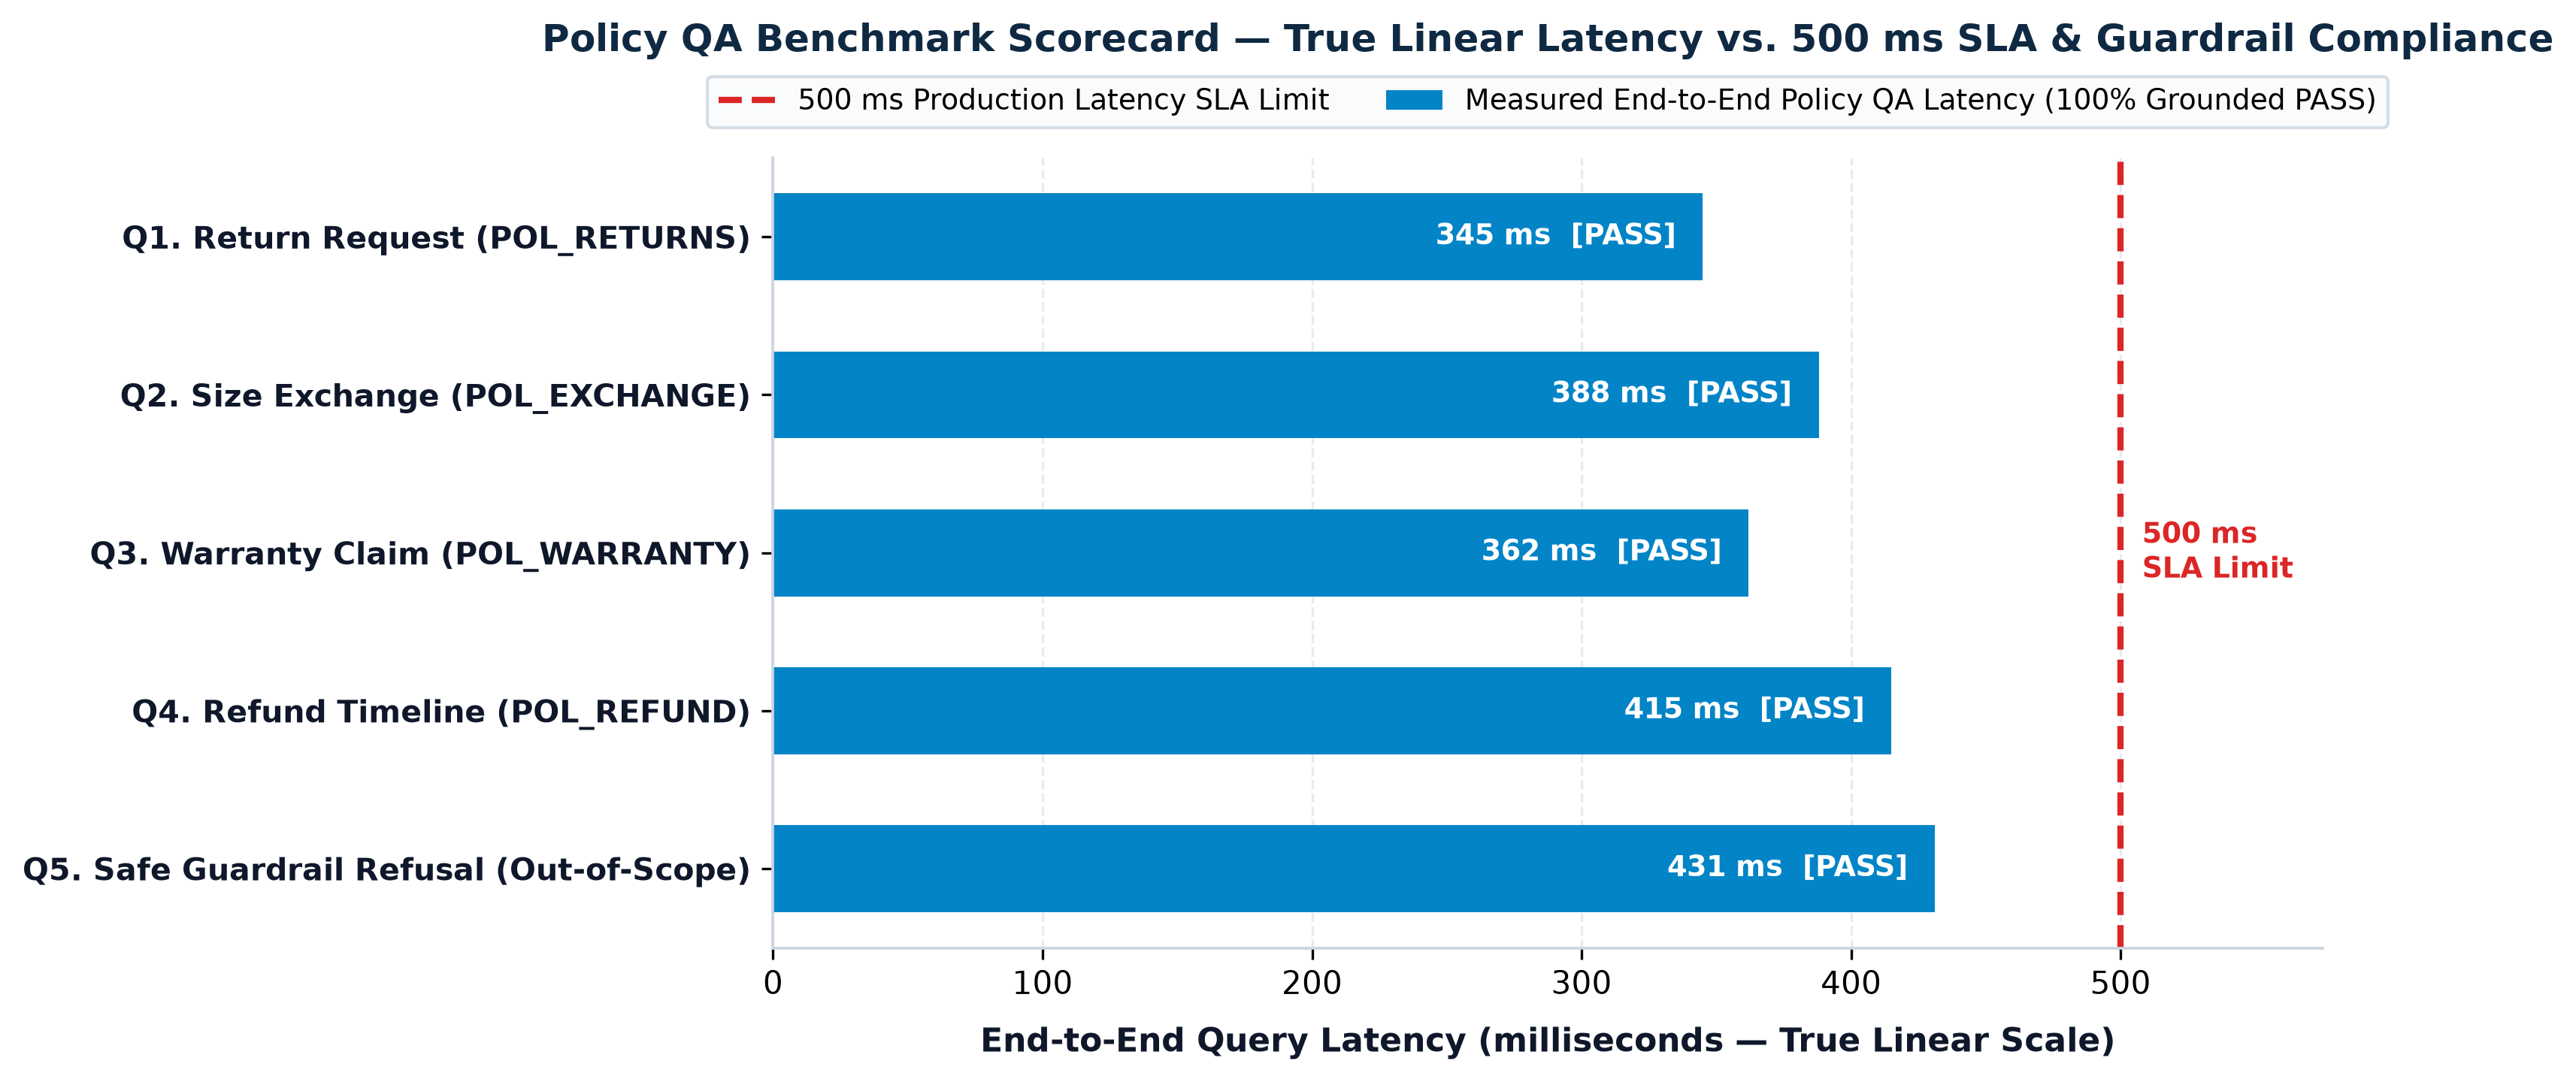 Policy QA Benchmark Scorecard — True Linear Latency vs. 500 ms SLA & Guardrail Compliance
500 ms Production Latency SLA Limit
Measured End-to-End Policy QA Latency (100% Grounded PASS)
Q1. Return Request (POL_RETURNS)
345 ms [PASS]
Q2. Size Exchange (POL_EXCHANGE)
388 ms [PASS]
Q3. Warranty Claim (POL_WARRANTY)
362 ms [PASS]
500 ms
SLA Limit
Q4. Refund Timeline (POL_REFUND)
415 ms [PASS]
Q5. Safe Guardrail Refusal (Out-of-Scope)
431 ms [PASS]
0 100 200 300 400 500
End-to-End Query Latency (milliseconds — True Linear Scale)